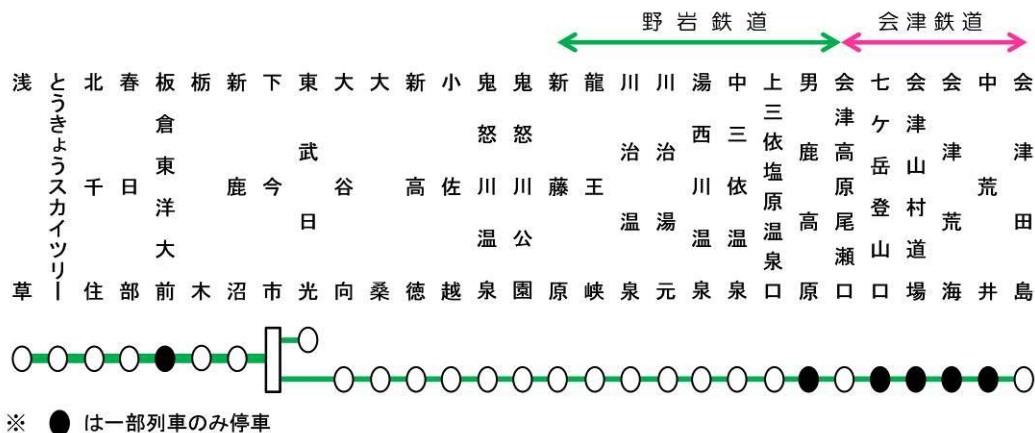 野岩鉄道
会津鉄道
浅草
とうきょうスカイツリー
北千住
春日部
板倉東洋大前
栃木
新鹿沼
下今市
東武日光
大谷向
大桑
新高徳
小佐越
鬼怒川温泉
鬼怒川公園
新藤原
龍王峡
川治温泉
川治湯元
湯西川温泉
中三依温泉
上三依塩原温泉口
男鹿高原
会津高原尾瀬口
七ケ岳登山口
会津山村道場
会津荒海
中荒井
会津田島
※ ●は一部列車のみ停車